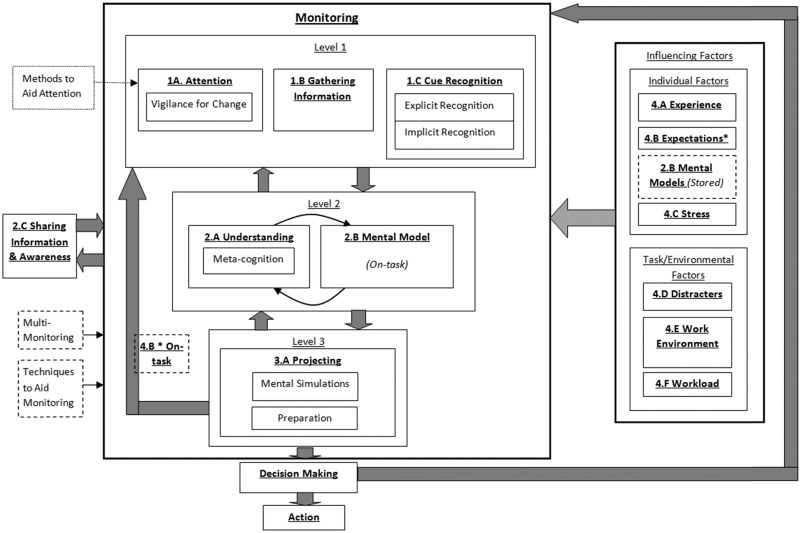 Monitoring
Level 1
1A. Attention
Vigilance for Change
1.B Gathering
Information
1.C Cue Recognition
Explicit Recognition
Implicit Recognition
Methods to
Aid Attention
Level 2
2.A Understanding
Meta-cognition
2.B Mental Model
(On-task)
2.C Sharing
Information
& Awareness
Multi-
Monitoring
Techniques
to Aid
Monitoring
4.B * On-
task
Level 3
3.A Projecting
Mental Simulations
Preparation
Decision Making
Action
Influencing Factors
Individual Factors
4.A Experience
4.B Expectations*
2.B Mental
Models (Stored)
4.C Stress
Task/Environmental
Factors
4.D Distracters
4.E Work
Environment
4.F Workload